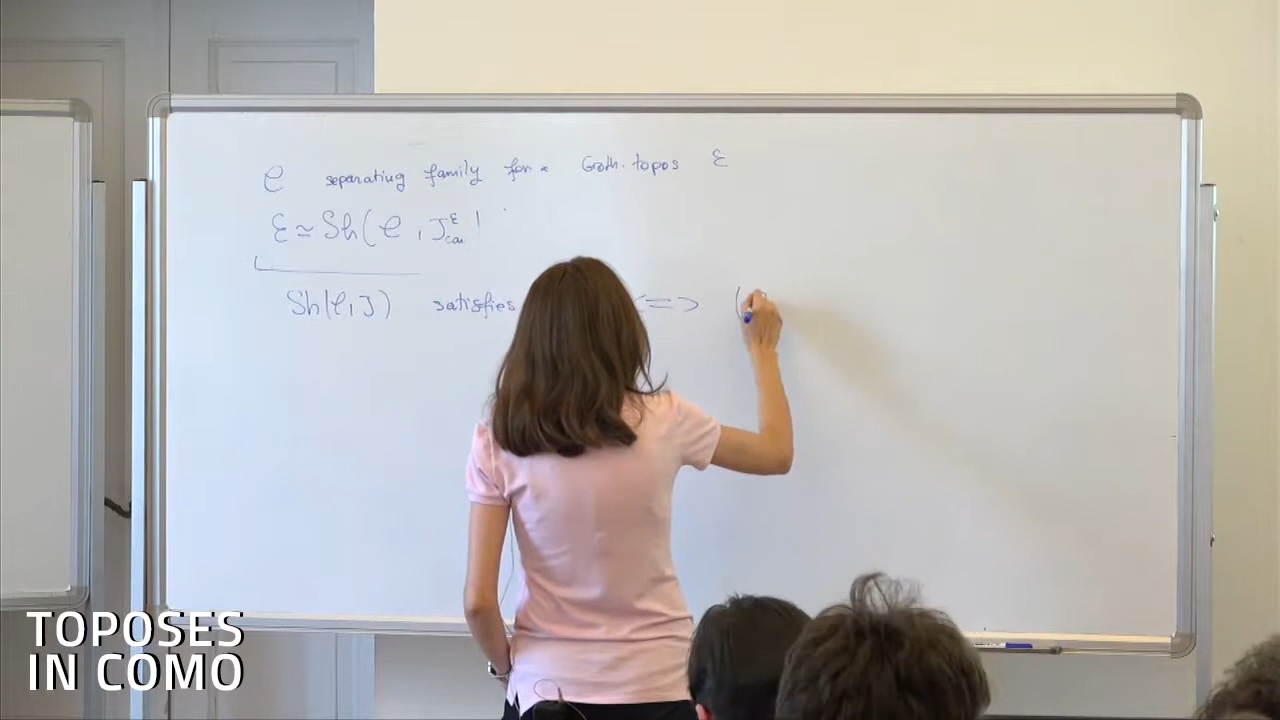 𝒞 separating family for a Groth. topos ℰ
ℰ ≃ Sh(𝒞, J^ℰ_can)
Sh(𝒞, J) satisfies <=> (
TOPOSES
IN COMO